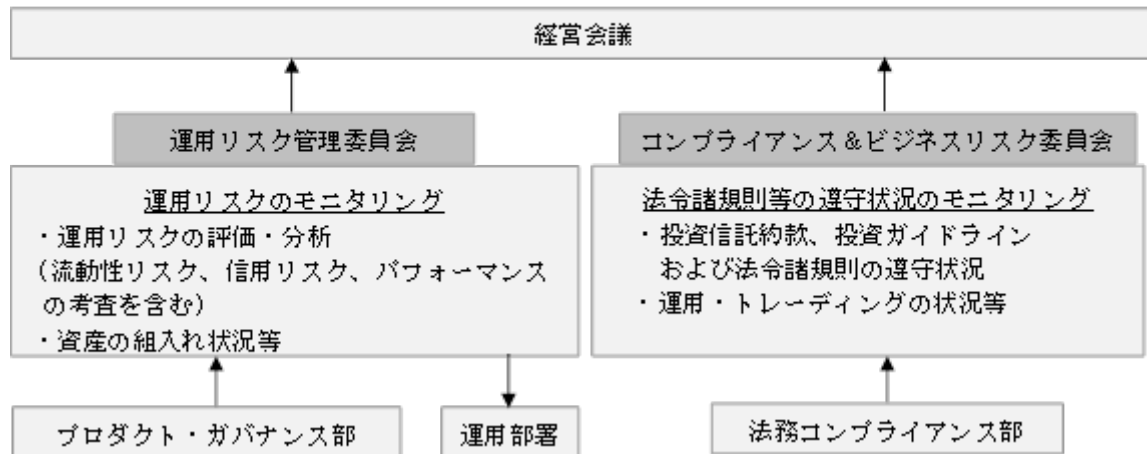 経営会議
運用リスク管理委員会
運用リスクのモニタリング
・運用リスクの評価・分析
(流動性リスク、信用リスク、パフォーマンス
の考査を含む)
・資産の組入れ状況等
プロダクト・ガバナンス部
運用部署
コンプライアンス&ビジネスリスク委員会
法令諸規則等の遵守状況のモニタリング
・投資信託約款、投資ガイドライン
および法令諸規則の遵守状況
・運用・トレーディングの状況等
法務コンプライアンス部